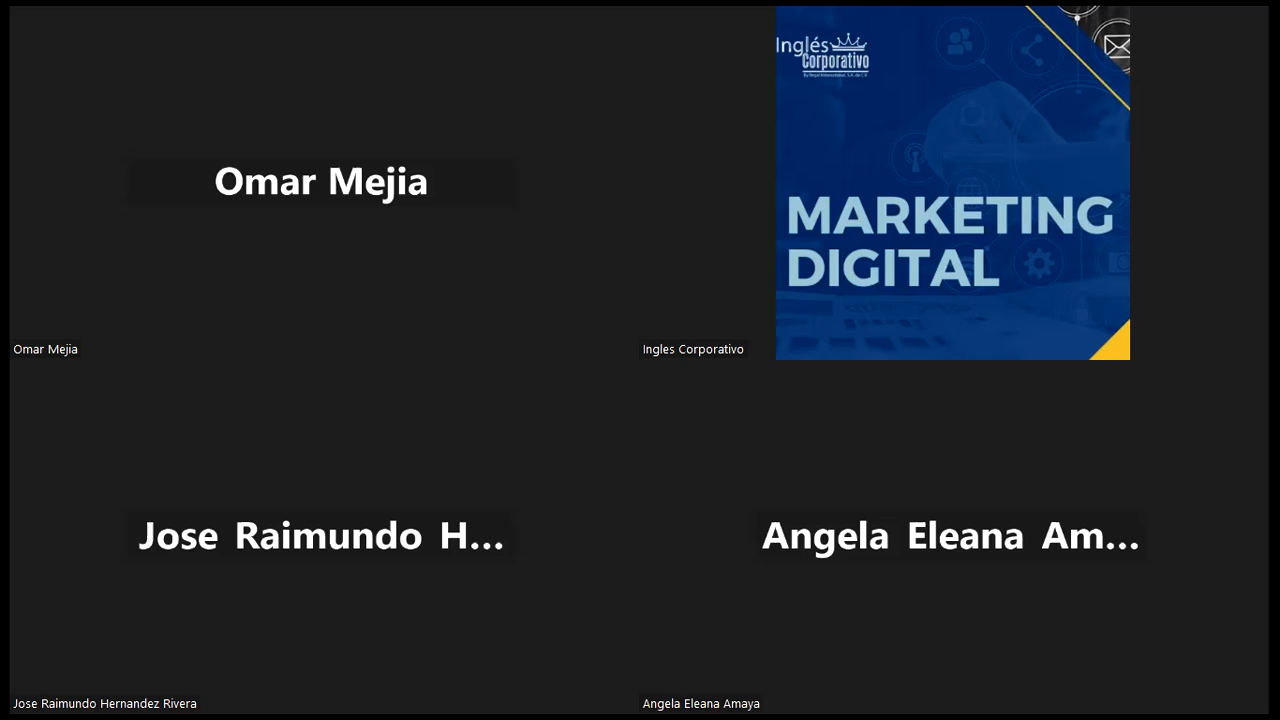 Omar Mejia
Omar Mejia
Inglés
Corporativo
MARKETING
DIGITAL
Ingles Corporativo
Jose Raimundo H...
Jose Raimundo Hernandez Rivera
Angela Eleana Am...
Angela Eleana Amaya